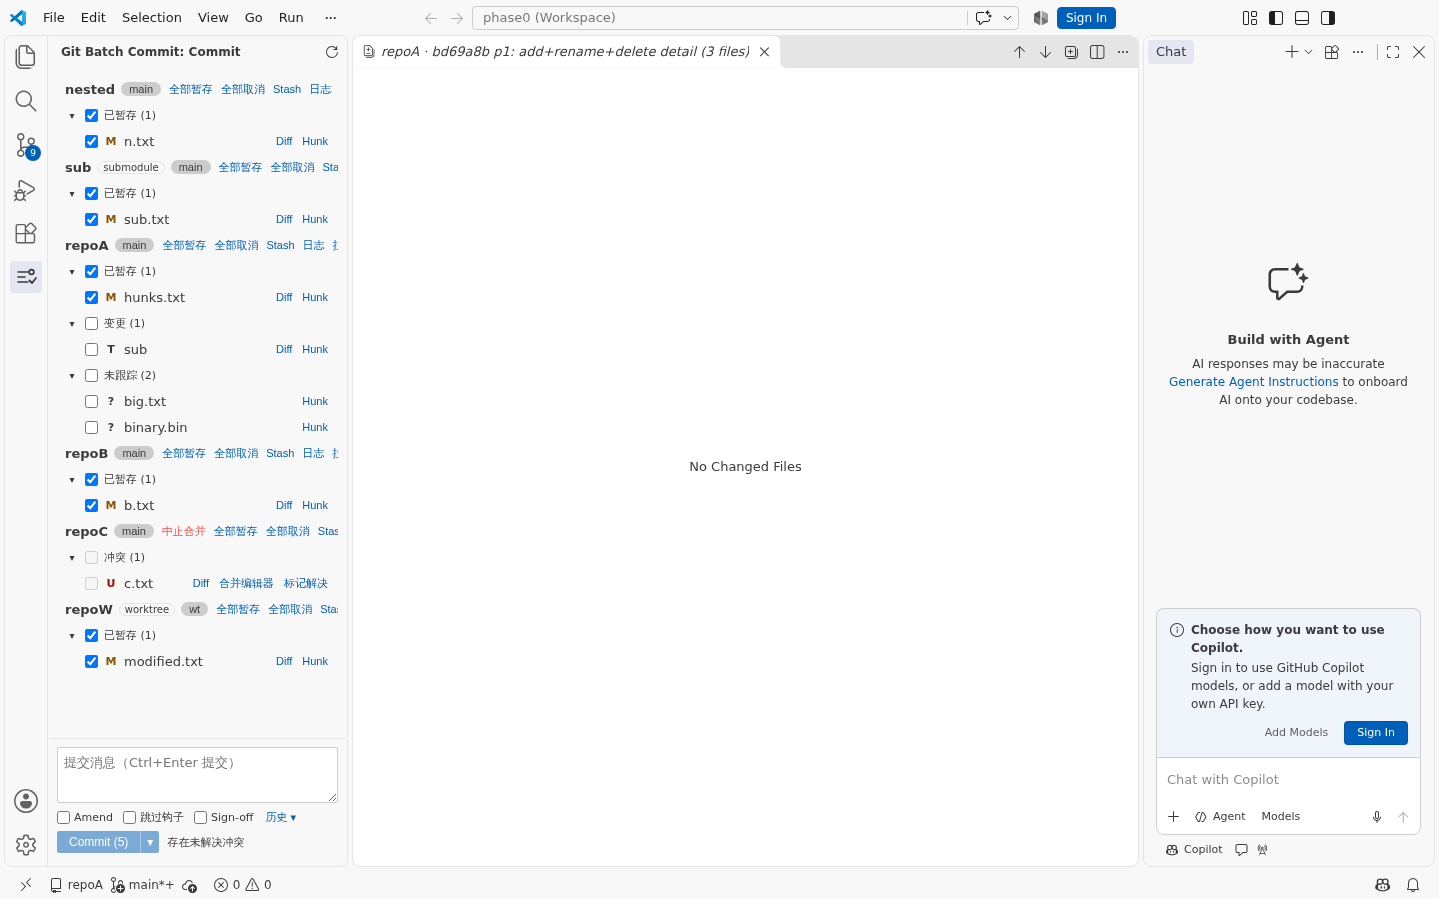 File Edit Selection View Go Run ···
phase0 (Workspace)
Sign In
Git Batch Commit: Commit
nested main 全部暂存 全部取消 Stash 日志
已暂存 (1)
M n.txt Diff Hunk
sub submodule main 全部暂存 全部取消 Sta
已暂存 (1)
M sub.txt Diff Hunk
repoA main 全部暂存 全部取消 Stash 日志
已暂存 (1)
M hunks.txt Diff Hunk
变更 (1)
T sub Diff Hunk
未跟踪 (2)
? big.txt Hunk
? binary.bin Hunk
repoB main 全部暂存 全部取消 Stash 日志
已暂存 (1)
M b.txt Diff Hunk
repoC main 中止合并 全部暂存 全部取消 Stas
冲突 (1)
U c.txt Diff 合并编辑器 标记解决
repoW worktree wt 全部暂存 全部取消 Sta
已暂存 (1)
M modified.txt Diff Hunk
提交消息（Ctrl+Enter 提交）
Amend 跳过钩子 Sign-off 历史 ▾
Commit (5) ▾ 存在未解决冲突
9
repoA · bd69a8b p1: add+rename+delete detail (3 files)
No Changed Files
Chat
Build with Agent
AI responses may be inaccurate
Generate Agent Instructions to onboard
AI onto your codebase.
Choose how you want to use
Copilot.
Sign in to use GitHub Copilot
models, or add a model with your
own API key.
Add Models Sign In
Chat with Copilot
Agent Models
Copilot
repoA main*+ 0 0